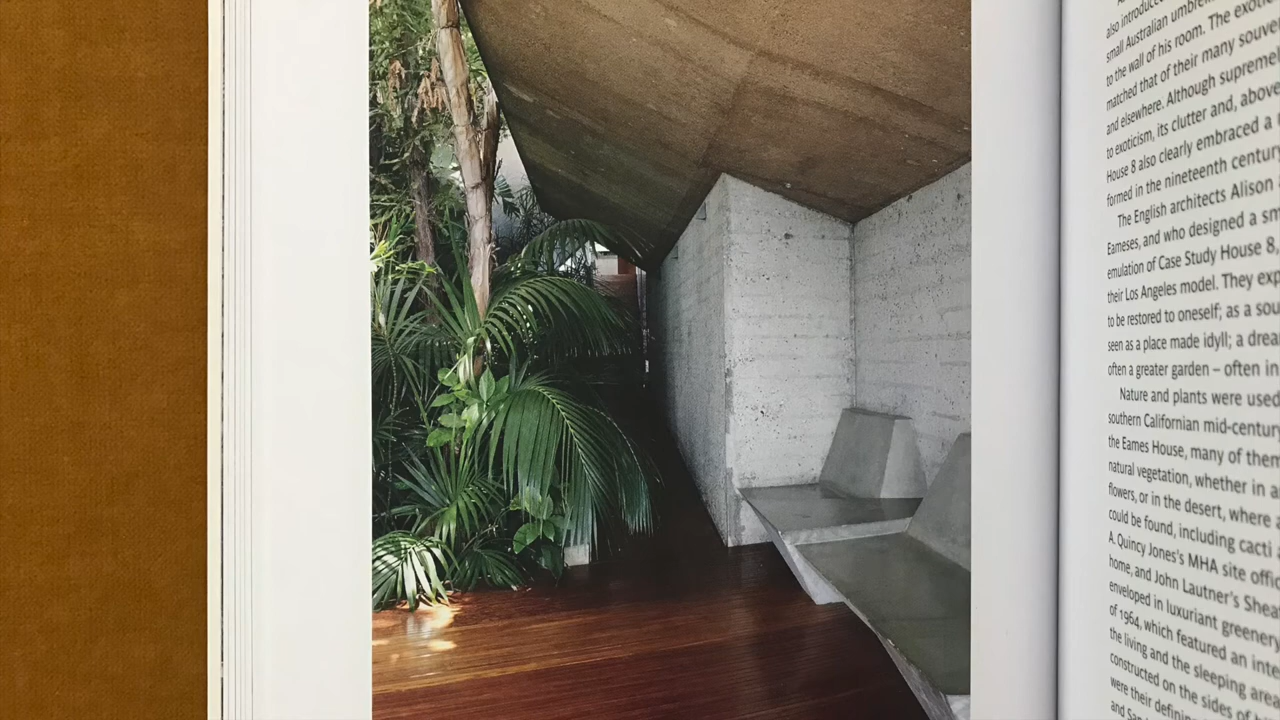 also introduced
small Australian umbre
to the wall of his room. The exoti
matched that of their many souve
and elsewhere. Although supreme
to exoticism, its clutter and, above
House 8 also clearly embraced a
formed in the nineteenth century
The English architects Alison
Eameses, and who designed a sm
emulation of Case Study House 8,
their Los Angeles model. They exp
to be restored to oneself; as a sou
seen as a place made idyll; a drea
often a greater garden – often in
Nature and plants were used
southern Californian mid-century
the Eames House, many of them
natural vegetation, whether in a
flowers, or in the desert, where
could be found, including cacti
A. Quincy Jones's MHA site offic
home, and John Lautner's Shea
enveloped in luxuriant greenery
of 1964, which featured an inte
the living and the sleeping area
constructed on the sides of
were their defini
and San